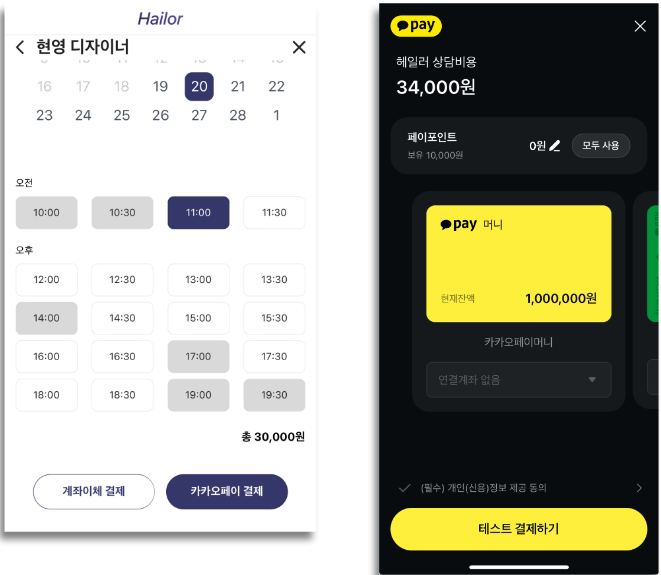 Hailor
현영 디자이너
16 17 18 19 20 21 22
23 24 25 26 27 28 1
오전
10:00 10:30 11:00 11:30
오후
12:00 12:30 13:00 13:30
14:00 14:30 15:00 15:30
16:00 16:30 17:00 17:30
18:00 18:30 19:00 19:30
총 30,000원
계좌이체 결제 카카오페이 결제
pay
헤일러 상담비용
34,000원
페이포인트
보유 10,000원
0원
모두 사용
pay 머니
현재잔액 1,000,000원
카카오페이머니
연결계좌 없음
(필수) 개인(신용)정보 제공 동의
테스트 결제하기